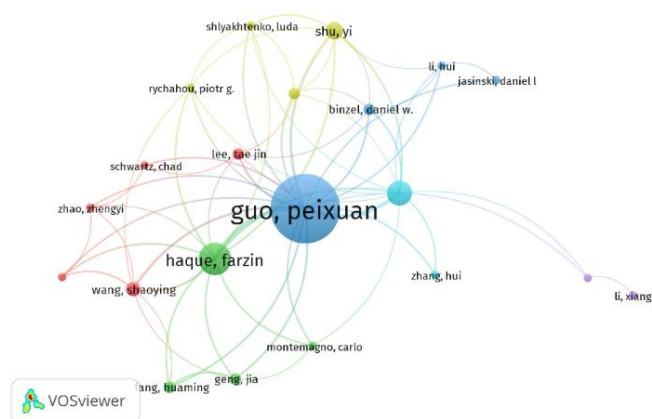 shlyakhtenko, luda
shu, yi
li, hui
jasinski, daniel l
rychahou, piotr g.
binzel, daniel w.
lee, tae jin
schwartz, chad
zhao, zhengyi
guo, peixuan
haque, farzin
zhang, hui
wang, shaoying
li, xiang
montemagno, carlo
geng, jia
huaming
VOSviewer